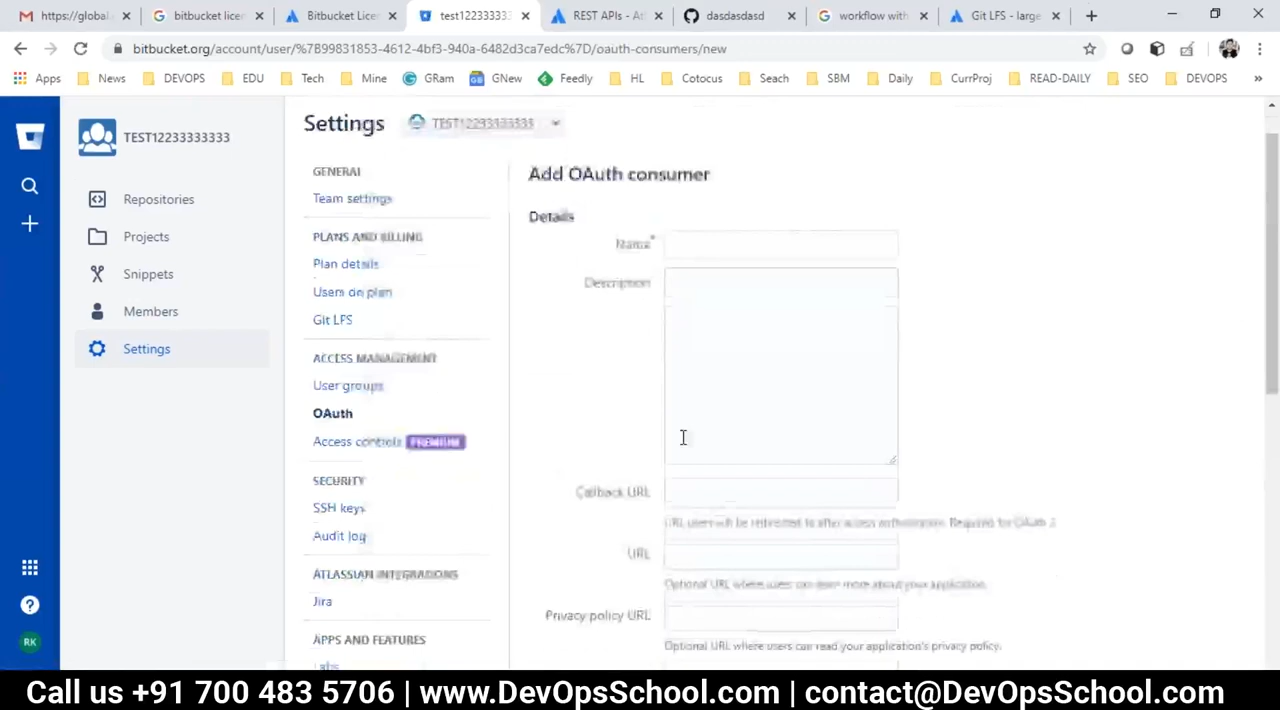 https://global.
bitbucket licer
Bitbucket Lice
test122333333
REST APIs - At
dasdasdasd
workflow with
Git LFS - large
bitbucket.org/account/user/%7B99831853-4612-4bf3-940a-6482d3ca7edc%7D/oauth-consumers/new
Apps
News
DEVOPS
EDU
Tech
Mine
GRam
GNew
Feedly
HL
Cotocus
Seach
SBM
Daily
CurrProj
READ-DAILY
SEO
DEVOPS
TEST12233333333
Repositories
Projects
Snippets
Members
Settings
RK
Settings
TEST12233333333
GENERAL
Team settings
PLANS AND BILLING
Plan details
Users on plan
Git LFS
ACCESS MANAGEMENT
User groups
OAuth
Access controls PREMIUM
SECURITY
SSH keys
Audit log
ATLASSIAN INTEGRATIONS
Jira
APPS AND FEATURES
Labs
Add OAuth consumer
Details
Name*
Description
Callback URL
URL users will be redirected to after access authorization. Required for OAuth 2.
URL
Optional URL where users can learn more about your application.
Privacy policy URL
Optional URL where users can read your application's privacy policy.
Call us +91 700 483 5706 | www.DevOpsSchool.com | contact@DevOpsSchool.com